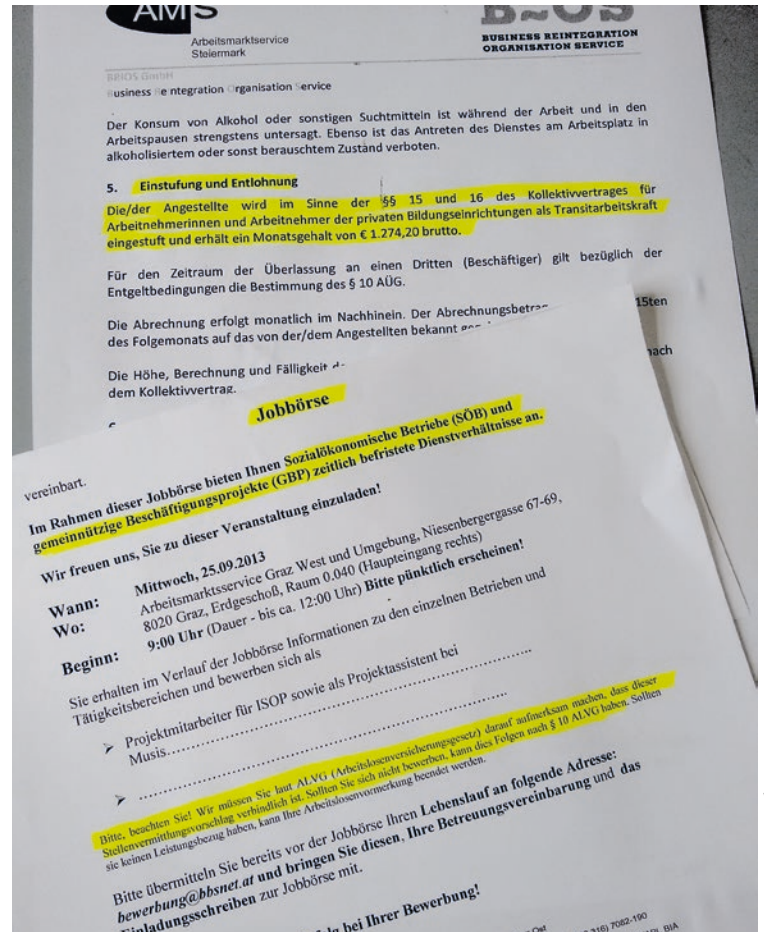 AMS
Arbeitsmarktservice
Steiermark
BUSINESS REINTEGRATION
ORGANISATION SERVICE
BRIOS GmbH
Business Re ntegration Organisation Service
Der Konsum von Alkohol oder sonstigen Suchtmitteln ist während der Arbeit und in den
Arbeitspausen strengstens untersagt. Ebenso ist das Antreten des Dienstes am Arbeitsplatz in
alkoholisiertem oder sonst berauschtem Zustand verboten.
5. Einstufung und Entlohnung
Die/der Angestellte wird im Sinne der §§ 15 und 16 des Kollektivvertrages für
Arbeitnehmerinnen und Arbeitnehmer der privaten Bildungseinrichtungen als Transitarbeitskraft
eingestuft und erhält ein Monatsgehalt von € 1.274,20 brutto.
Für den Zeitraum der Überlassung an einen Dritten (Beschäftiger) gilt bezüglich der
Entgeltbedingungen die Bestimmung des § 10 AÜG.
Die Abrechnung erfolgt monatlich im Nachhinein. Der Abrechnungsbetrag 15ten
des Folgemonats auf das von der/dem Angestellten bekannt
Die Höhe, Berechnung und Fälligkeit nach
dem Kollektivvertrag.
Jobbörse
vereinbart.
Im Rahmen dieser Jobbörse bieten Ihnen Sozialökonomische Betriebe (SÖB) und
gemeinnützige Beschäftigungsprojekte (GBP) zeitlich befristete Dienstverhältnisse an.
Wir freuen uns, Sie zu dieser Veranstaltung einzuladen!
Wann: Mittwoch, 25.09.2013
Wo: Arbeitsmarktsservice Graz West und Umgebung, Niesenbergergasse 67-69,
8020 Graz, Erdgeschoß, Raum 0.040 (Haupteingang rechts)
Beginn: 9:00 Uhr (Dauer - bis ca. 12:00 Uhr) Bitte pünktlich erscheinen!
Sie erhalten im Verlauf der Jobbörse Informationen zu den einzelnen Betrieben und
Tätigkeitsbereichen und bewerben sich als
➢ Projektmitarbeiter für ISOP sowie als Projektassistent bei
Musis……………………………………………………
➢ ……………………………………………………
Bitte, beachten Sie! Wir müssen Sie laut ALVG (Arbeitslosenversicherungsgesetz) darauf aufmerksam machen, dass dieser
Stellenvermittlungsvorschlag verbindlich ist. Sollten Sie sich nicht bewerben, kann dies Folgen nach § 10 ALVG haben. Sollten
sie keinen Leistungsbezug haben, kann Ihre Arbeitslosenvormerkung beendet werden.
Bitte übermitteln Sie bereits vor der Jobbörse Ihren Lebenslauf an folgende Adresse:
bewerbung@bbsnet.at und bringen Sie diesen, Ihre Betreuungsvereinbarung und das
Einladungsschreiben zur Jobbörse mit.
bei Ihrer Bewerbung!
Ost
316) 7082-190
BIA